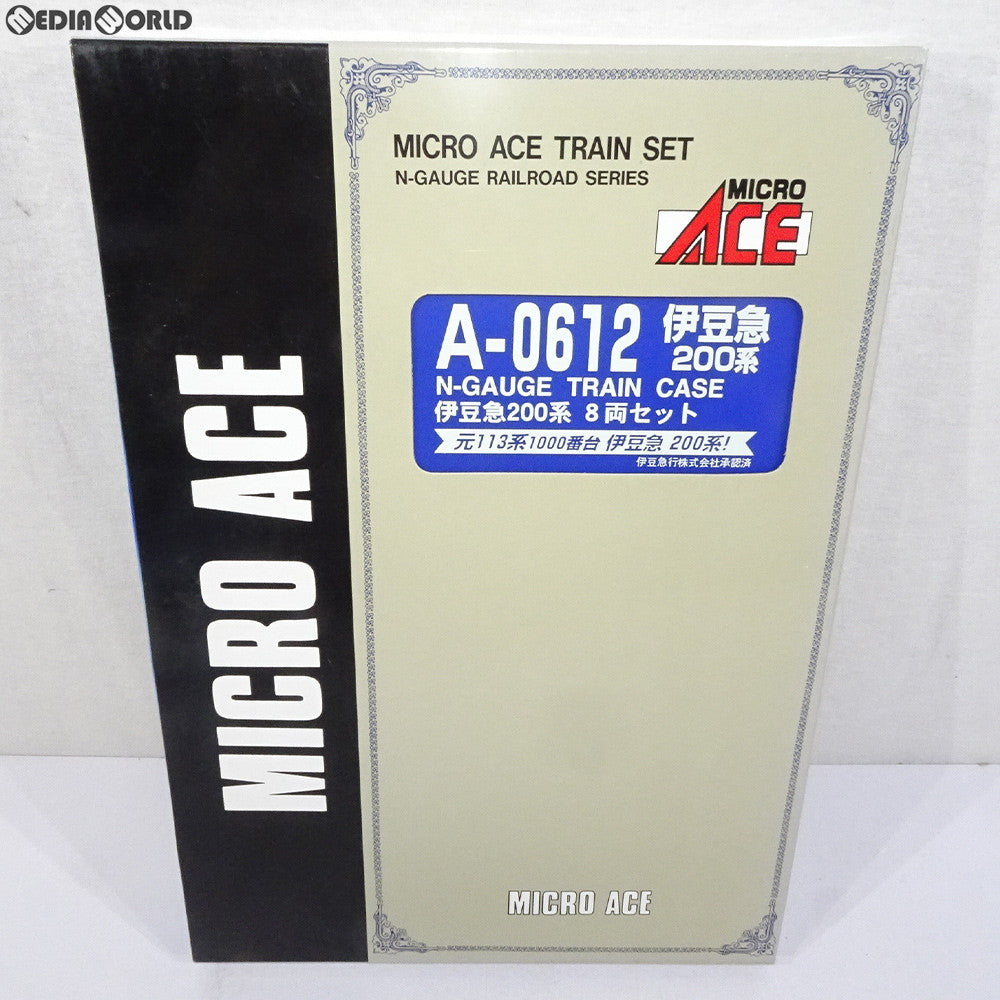 MEDIAWORLD
MICRO ACE TRAIN SET
N-GAUGE RAILROAD SERIES
MICRO
ACE
A-0612 伊豆急
200系
N-GAUGE TRAIN CASE
伊豆急200系 8両セット
元113系1000番台 伊豆急 200系!
伊豆急行株式会社承認済
MICRO ACE
MICRO ACE